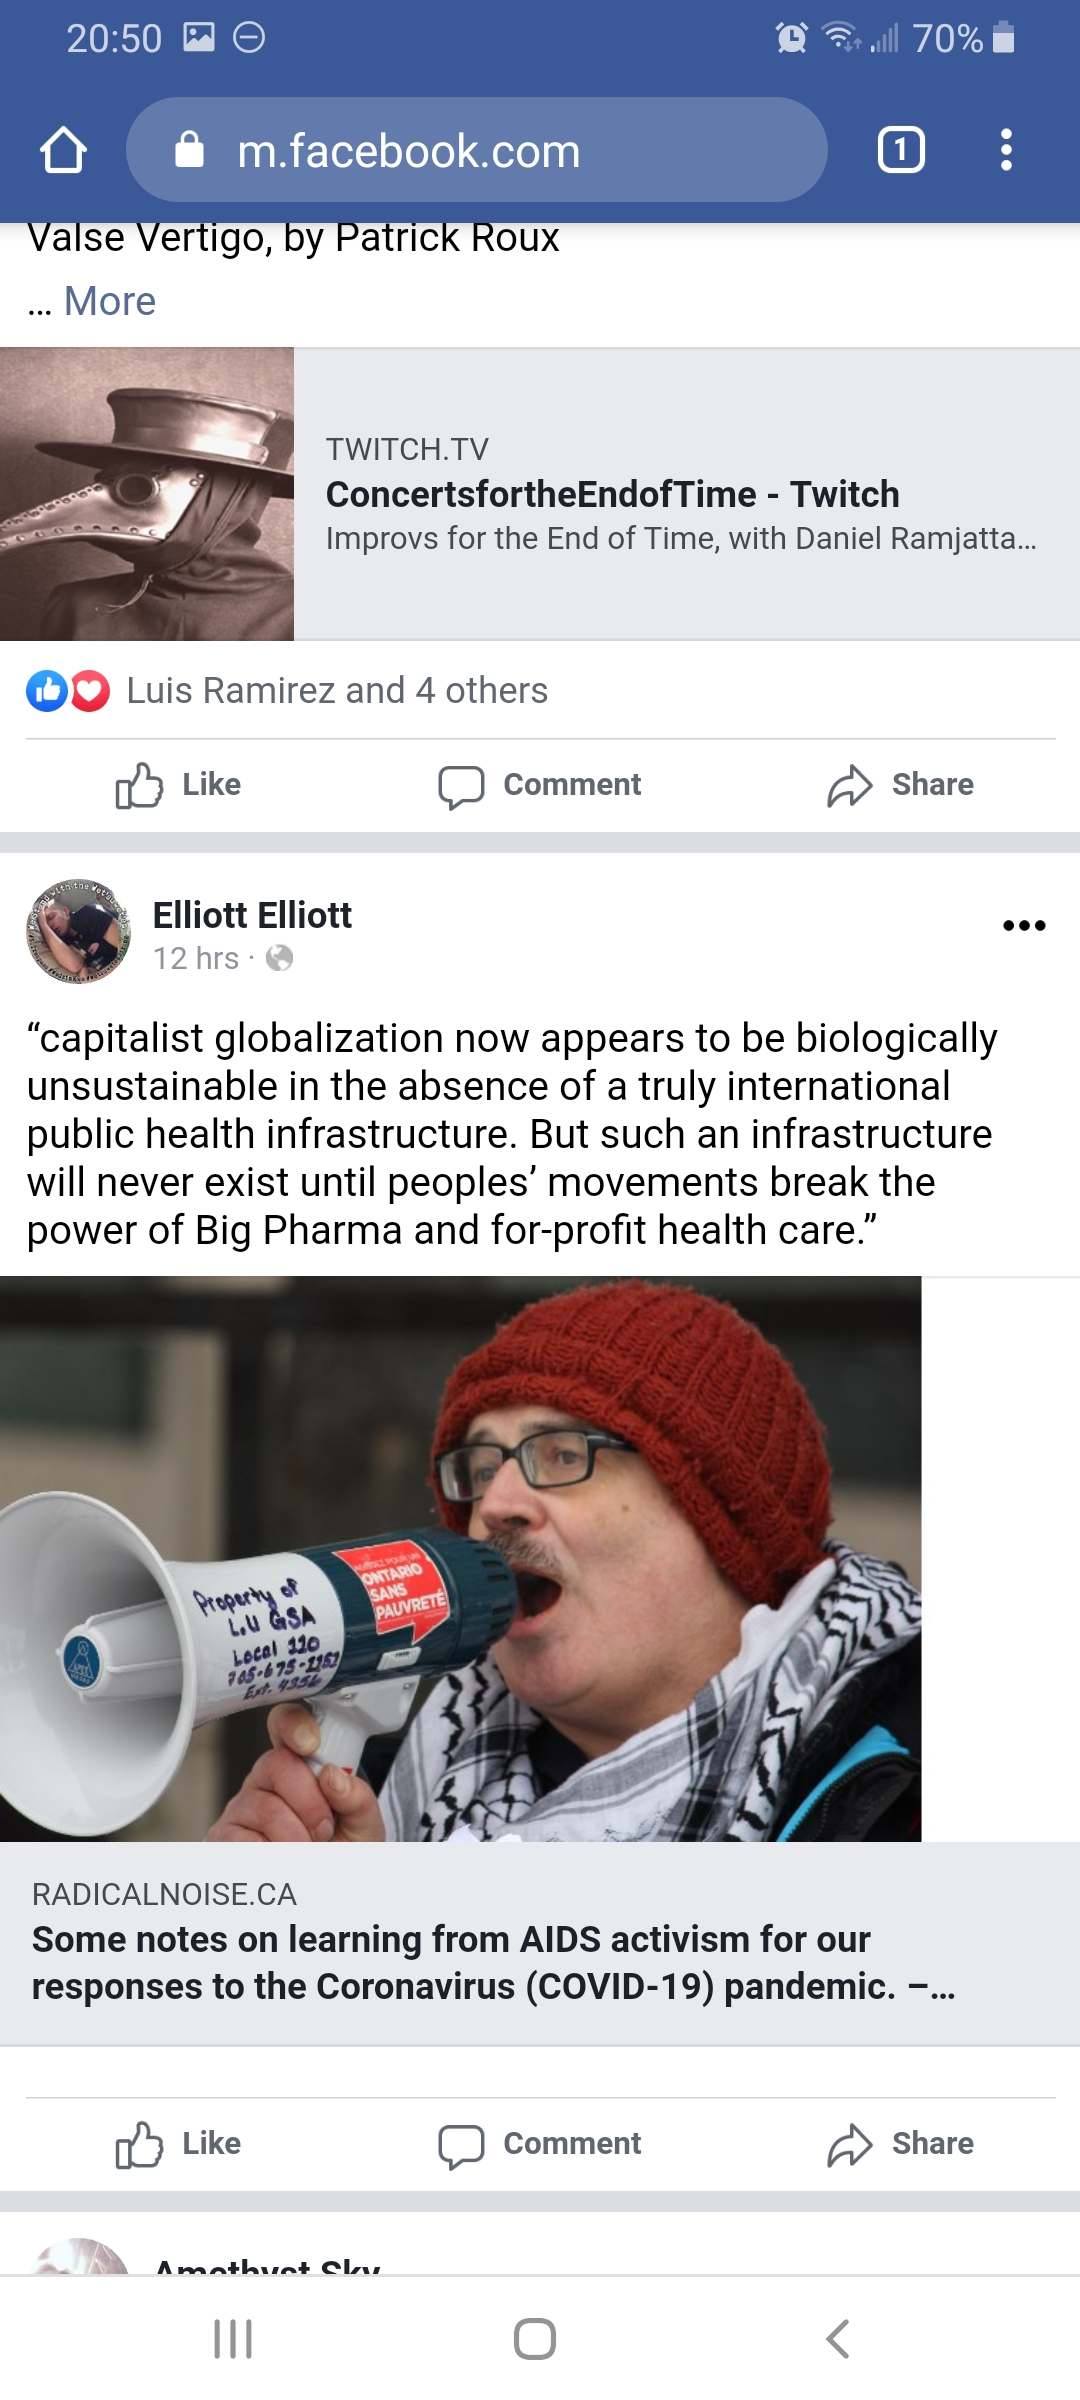 20:50
70%
m.facebook.com
1
Valse Vertigo, by Patrick Roux
... More
TWITCH.TV
ConcertsfortheEndofTime - Twitch
Improvs for the End of Time, with Daniel Ramjatta...
Luis Ramirez and 4 others
Like Comment Share
Elliott Elliott
12 hrs ·
“capitalist globalization now appears to be biologically
unsustainable in the absence of a truly international
public health infrastructure. But such an infrastructure
will never exist until peoples’ movements break the
power of Big Pharma and for-profit health care.”
Property of
L.U GSA
Local 110
705-675-1151
Ext. 4356
POUR UN
ONTARIO
SANS
PAUVRETÉ
RADICALNOISE.CA
Some notes on learning from AIDS activism for our
responses to the Coronavirus (COVID-19) pandemic. –...
Like Comment Share
Amethyst Sky